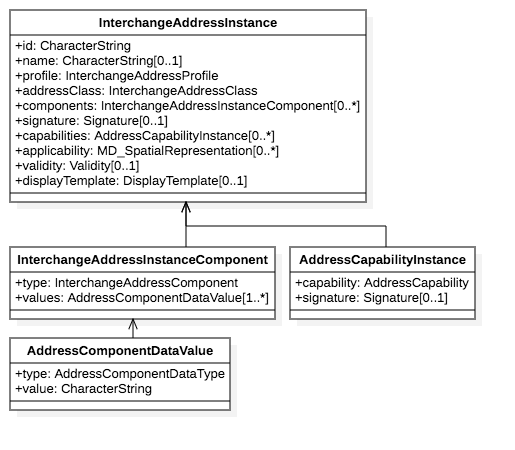 InterchangeAddressInstance
+id: CharacterString
+name: CharacterString[0..1]
+profile: InterchangeAddressProfile
+addressClass: InterchangeAddressClass
+components: InterchangeAddressInstanceComponent[0..*]
+signature: Signature[0..1]
+capabilities: AddressCapabilityInstance[0..*]
+applicability: MD_SpatialRepresentation[0..*]
+validity: Validity[0..1]
+displayTemplate: DisplayTemplate[0..1]
InterchangeAddressInstanceComponent
+type: InterchangeAddressComponent
+values: AddressComponentDataValue[1..*]
AddressCapabilityInstance
+capability: AddressCapability
+signature: Signature[0..1]
AddressComponentDataValue
+type: AddressComponentDataType
+value: CharacterString